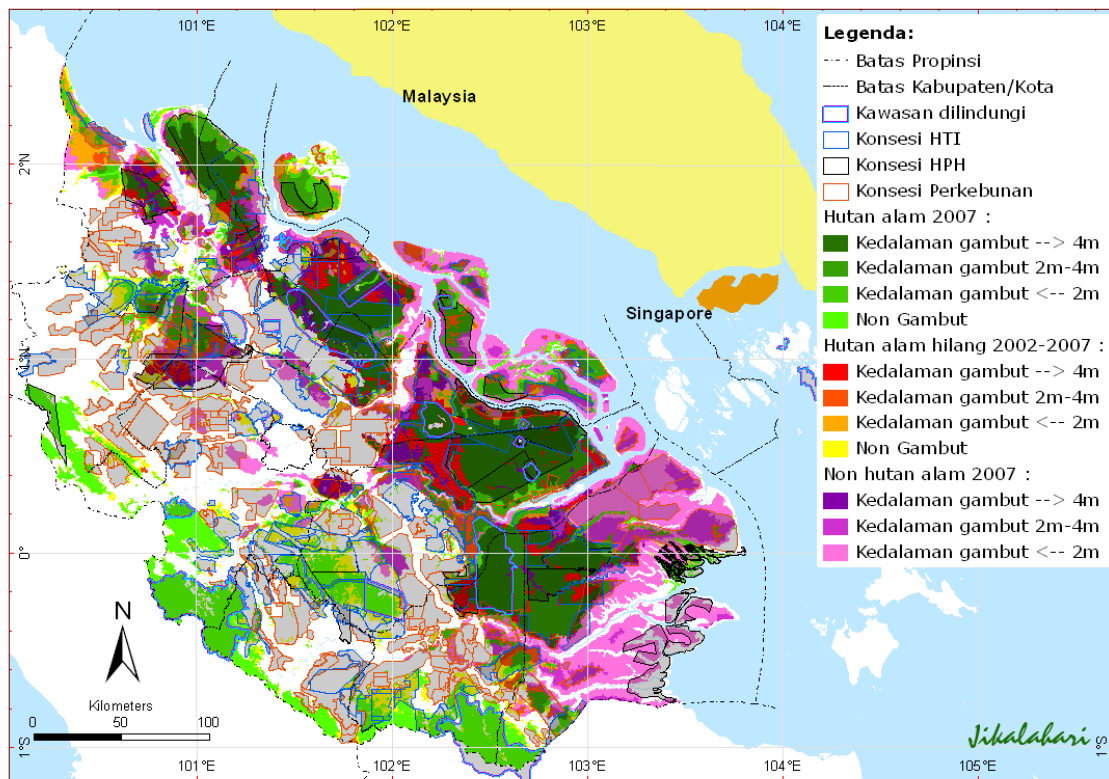 101°E
102°E
103°E
104°E
Malaysia
Singapore
2°N
1°N
0°
1°S
1°S
Legenda:
Batas Propinsi
Batas Kabupaten/Kota
Kawasan dilindungi
Konsesi HTI
Konsesi HPH
Konsesi Perkebunan
Hutan alam 2007 :
Kedalaman gambut --> 4m
Kedalaman gambut 2m-4m
Kedalaman gambut <-- 2m
Non Gambut
Hutan alam hilang 2002-2007 :
Kedalaman gambut --> 4m
Kedalaman gambut 2m-4m
Kedalaman gambut <-- 2m
Non Gambut
Non hutan alam 2007 :
Kedalaman gambut --> 4m
Kedalaman gambut 2m-4m
Kedalaman gambut <-- 2m
N
Kilometers
0 50 100
Jikalahari
101°E
102°E
103°E
104°E
105°E